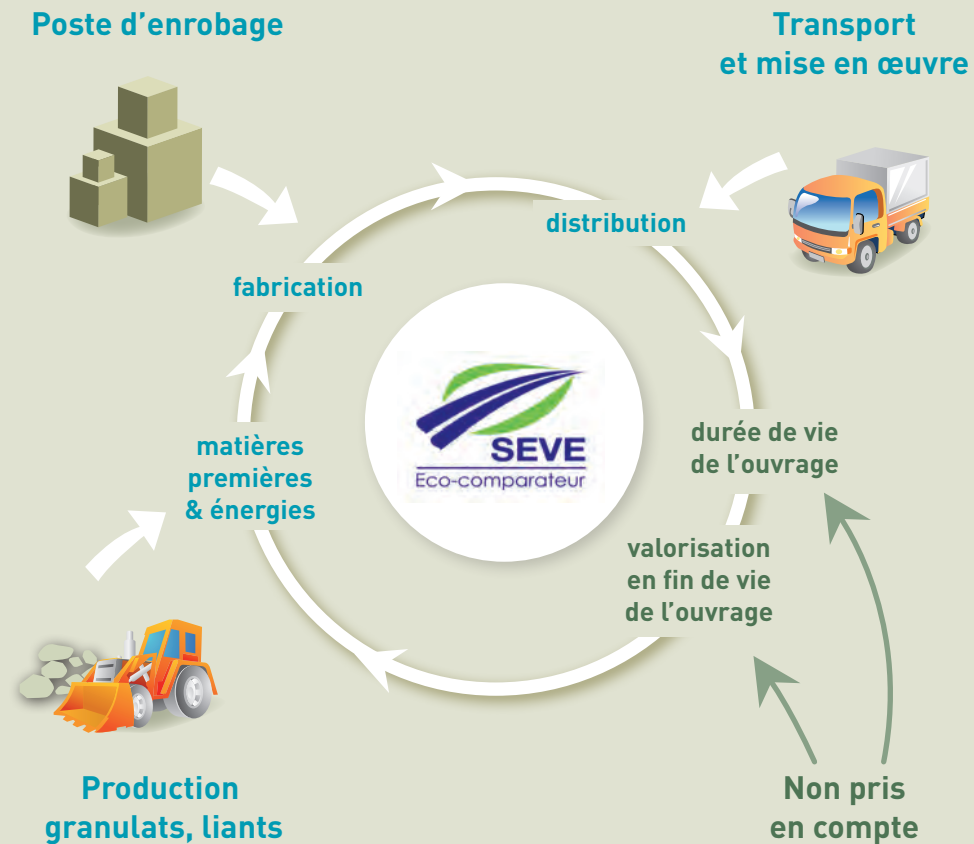 Poste d'enrobage
Transport
et mise en œuvre
distribution
fabrication
SEVE
Eco-comparateur
durée de vie
de l'ouvrage
matières
premières
& énergies
valorisation
en fin de vie
de l'ouvrage
Production
granulats, liants
Non pris
en compte